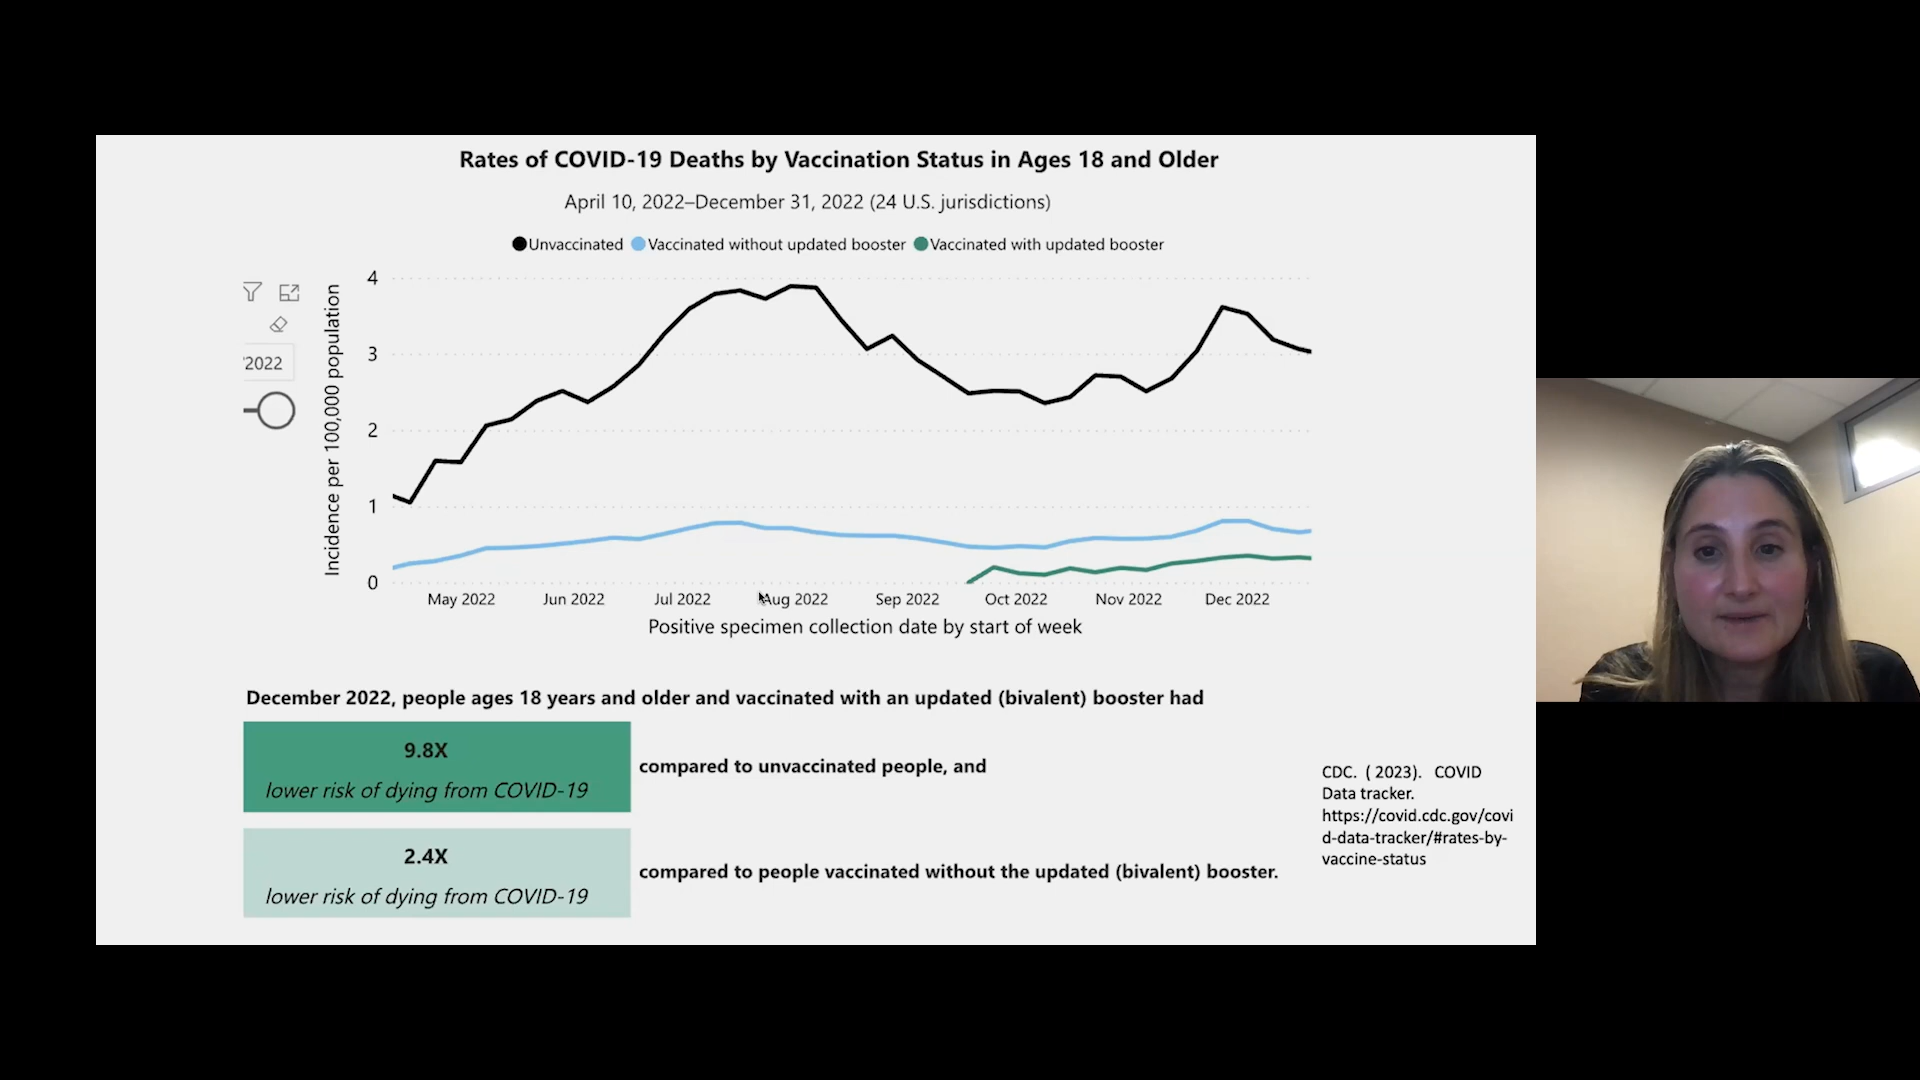 Rates of COVID-19 Deaths by Vaccination Status in Ages 18 and Older
April 10, 2022–December 31, 2022 (24 U.S. jurisdictions)
Unvaccinated Vaccinated without updated booster Vaccinated with updated booster
Incidence per 100,000 population
4
3
2
1
0
'2022
May 2022 Jun 2022 Jul 2022 Aug 2022 Sep 2022 Oct 2022 Nov 2022 Dec 2022
Positive specimen collection date by start of week
December 2022, people ages 18 years and older and vaccinated with an updated (bivalent) booster had
9.8X
lower risk of dying from COVID-19
compared to unvaccinated people, and
2.4X
lower risk of dying from COVID-19
compared to people vaccinated without the updated (bivalent) booster.
CDC. ( 2023). COVID
Data tracker.
https://covid.cdc.gov/covi
d-data-tracker/#rates-by-
vaccine-status